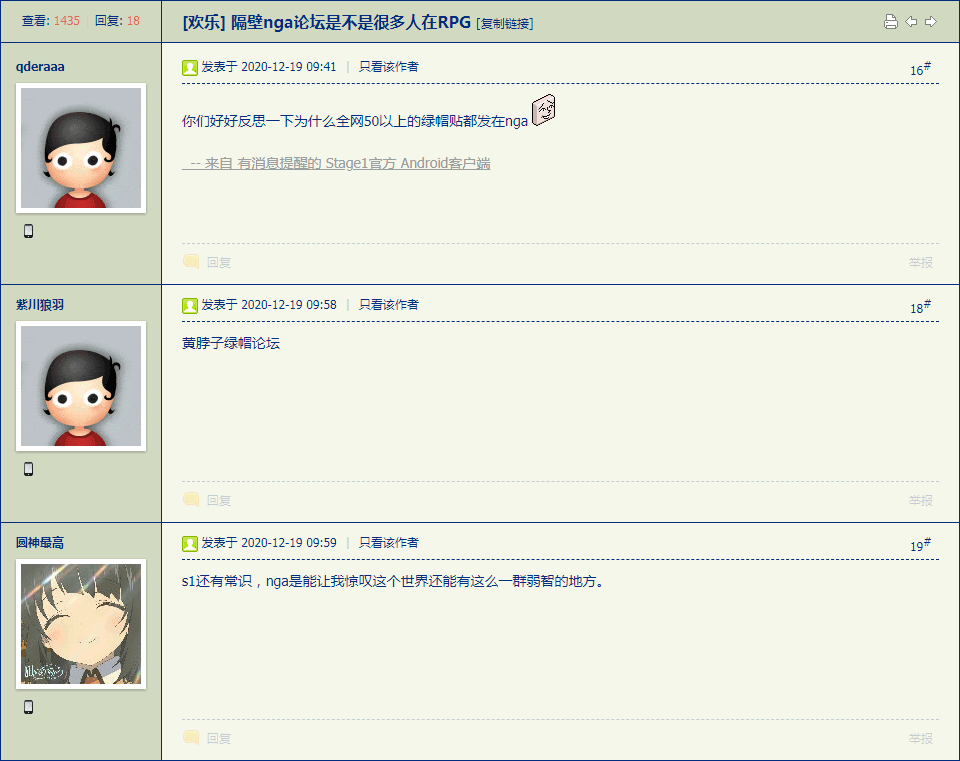 查看: 1435 | 回复: 18
[欢乐] 隔壁nga论坛是不是很多人在RPG [复制链接]
qderaaa
发表于 2020-12-19 09:41 | 只看该作者
16#
你们好好反思一下为什么全网50以上的绿帽贴都发在nga
-- 来自 有消息提醒的 Stage1官方 Android客户端
回复
举报
紫川狼羽
发表于 2020-12-19 09:58 | 只看该作者
18#
黄脖子绿帽论坛
回复
举报
圆神最高
发表于 2020-12-19 09:59 | 只看该作者
19#
s1还有常识，nga是能让我惊叹这个世界还能有这么一群弱智的地方。
回复
举报